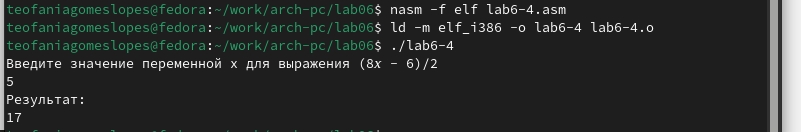 teofaniagomeslopes@fedora:~/work/arch-pc/lab06$ nasm -f elf lab6-4.asm
teofaniagomeslopes@fedora:~/work/arch-pc/lab06$ ld -m elf_i386 -o lab6-4 lab6-4.o
teofaniagomeslopes@fedora:~/work/arch-pc/lab06$ ./lab6-4
Введите значение переменной x для выражения (8𝑥 − 6)/2
5
Результат:
17